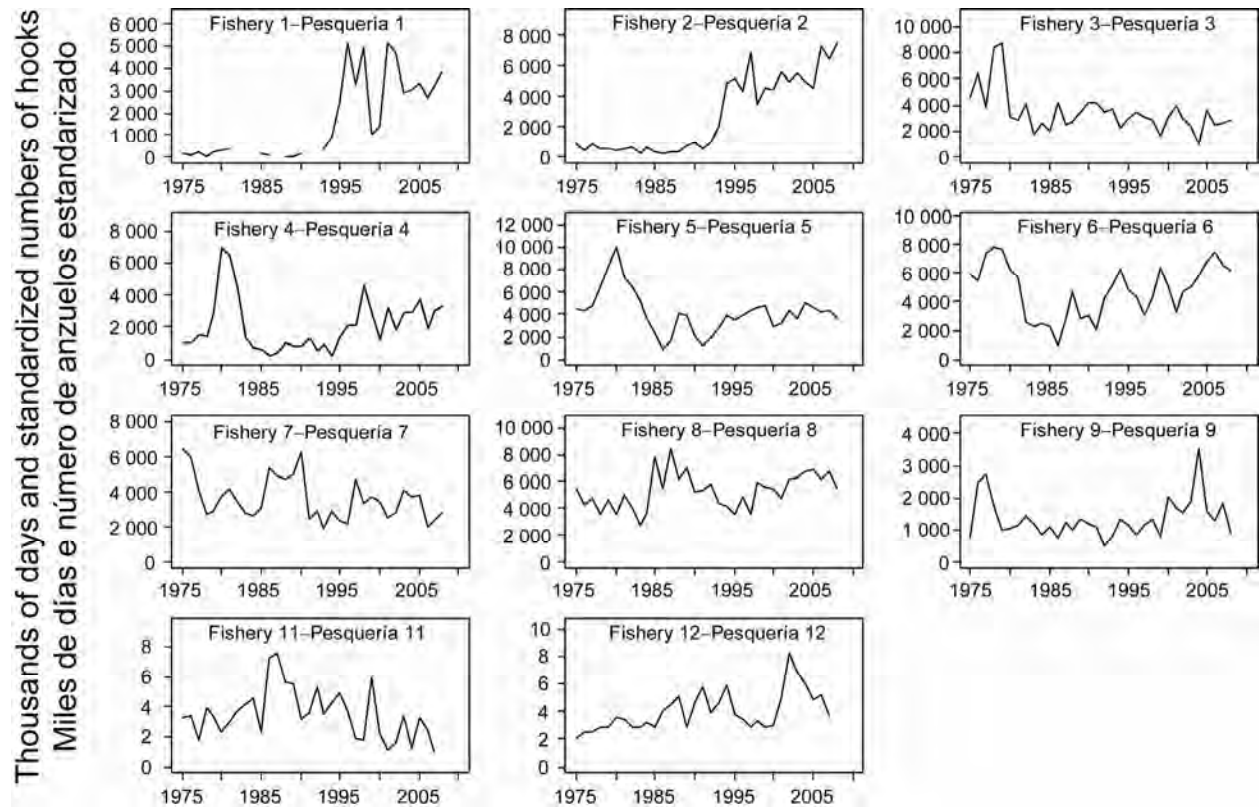 Thousands of days and standardized numbers of hooks
Miles de días e número de anzuelos estandarizado
Fishery 1–Pesquería 1
6 000
5 000
4 000
3 000
2 000
1 000
0
1975 1985 1995 2005
Fishery 2–Pesquería 2
8 000
6 000
4 000
2 000
0
1975 1985 1995 2005
Fishery 3–Pesquería 3
10 000
8 000
6 000
4 000
2 000
0
1975 1985 1995 2005
Fishery 4–Pesquería 4
8 000
6 000
4 000
2 000
0
1975 1985 1995 2005
Fishery 5–Pesquería 5
12 000
10 000
8 000
6 000
4 000
2 000
0
1975 1985 1995 2005
Fishery 6–Pesquería 6
10 000
8 000
6 000
4 000
2 000
0
1975 1985 1995 2005
Fishery 7–Pesquería 7
8 000
6 000
4 000
2 000
0
1975 1985 1995 2005
Fishery 8–Pesquería 8
10 000
8 000
6 000
4 000
2 000
0
1975 1985 1995 2005
Fishery 9–Pesquería 9
4 000
3 000
2 000
1 000
0
1975 1985 1995 2005
Fishery 11–Pesquería 11
8
6
4
2
0
1975 1985 1995 2005
Fishery 12–Pesquería 12
10
8
6
4
2
0
1975 1985 1995 2005